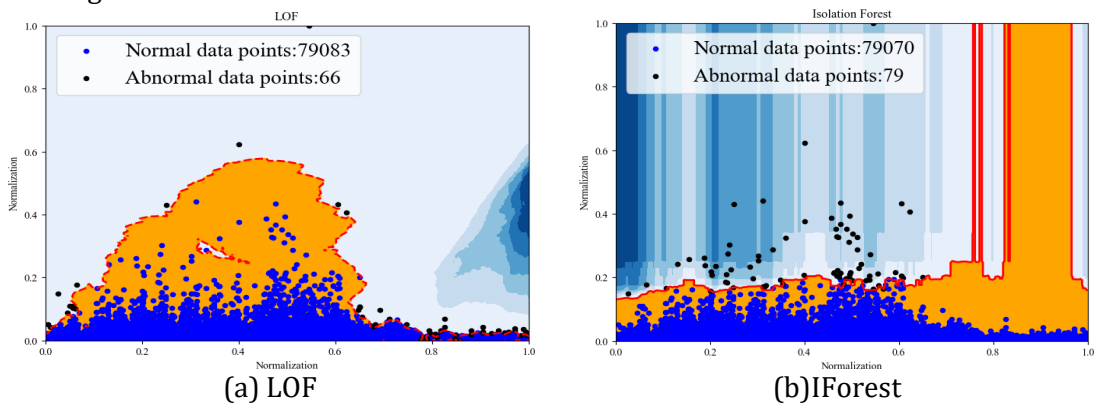 LOF
Normal data points:79083
Abnormal data points:66
1.0
0.8
0.6
0.4
0.2
0.0
Normalization
0.0 0.2 0.4 0.6 0.8 1.0
Normalization
(a) LOF
Isolation Forest
Normal data points:79070
Abnormal data points:79
1.0
0.8
0.6
0.4
0.2
0.0
Normalization
0.0 0.2 0.4 0.6 0.8 1.0
Normalization
(b)IForest